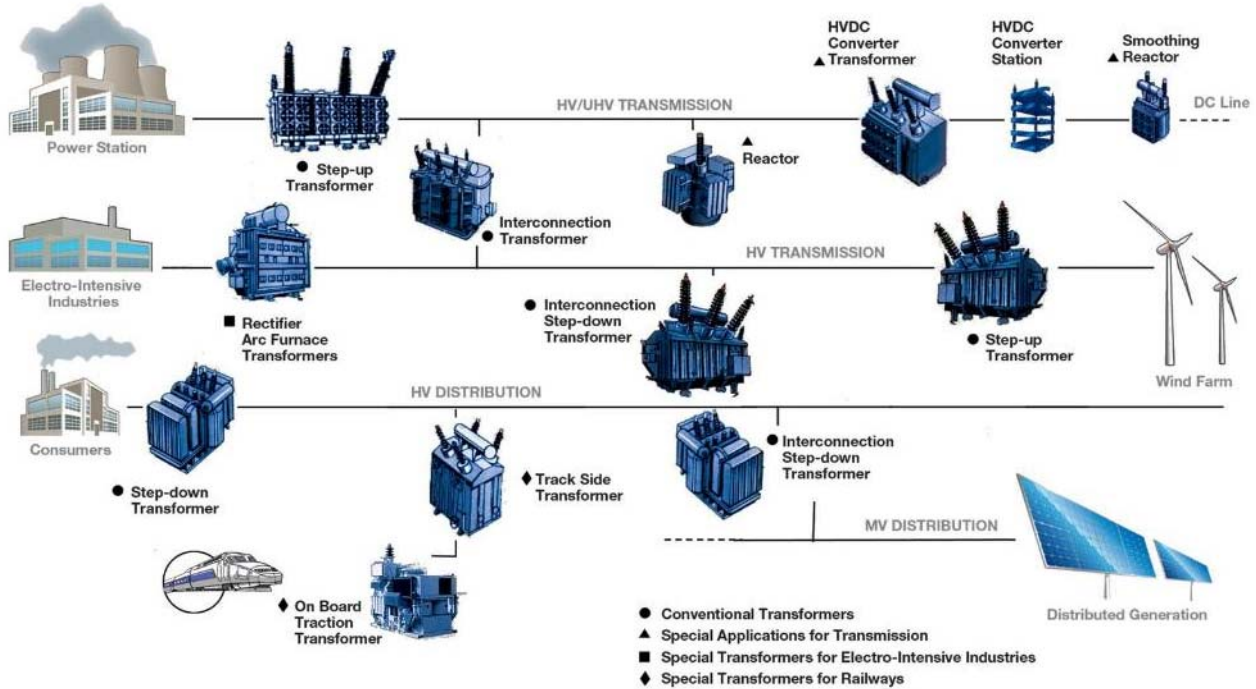 HVDC
Converter
Transformer
HVDC
Converter
Station
Smoothing
Reactor
HV/UHV TRANSMISSION
DC Line
Power Station
Step-up
Transformer
Reactor
Interconnection
Transformer
HV TRANSMISSION
Electro-Intensive
Industries
Rectifier
Arc Furnace
Transformers
Interconnection
Step-down
Transformer
Step-up
Transformer
Wind Farm
HV DISTRIBUTION
Consumers
Step-down
Transformer
Track Side
Transformer
Interconnection
Step-down
Transformer
MV DISTRIBUTION
On Board
Traction
Transformer
Distributed Generation
Conventional Transformers
Special Applications for Transmission
Special Transformers for Electro-Intensive Industries
Special Transformers for Railways